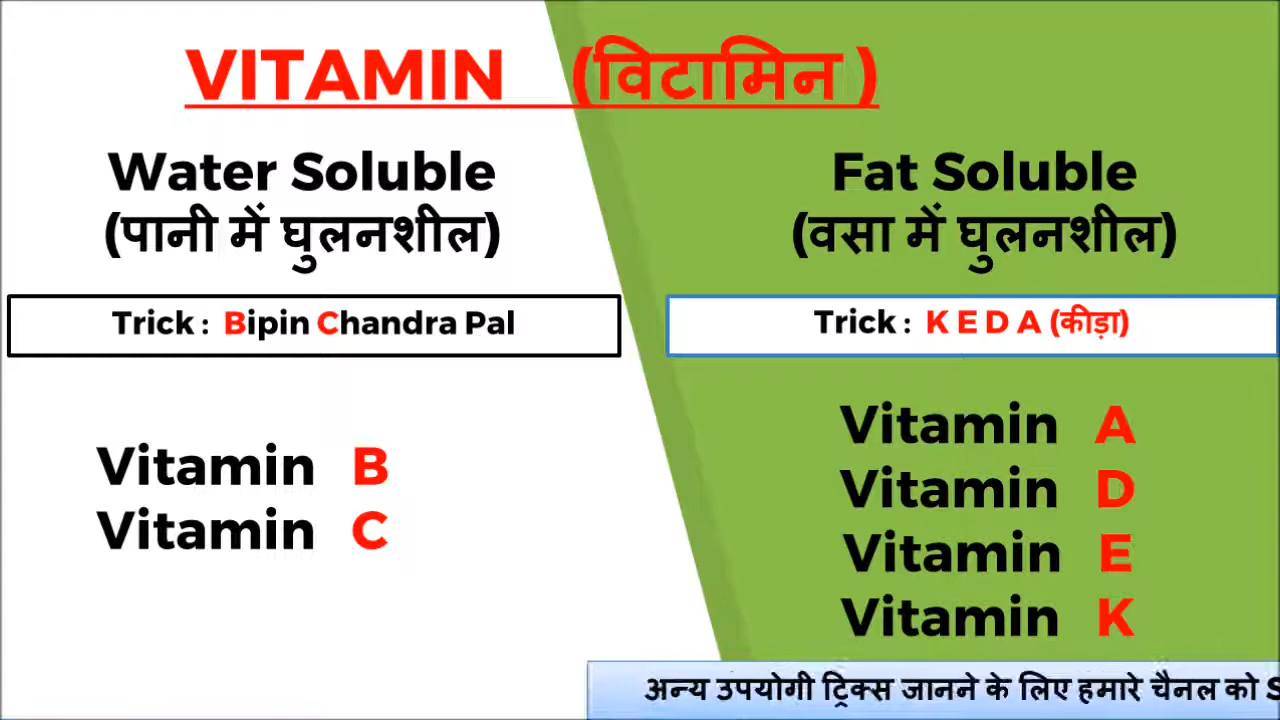 VITAMIN (विटामिन )
Water Soluble
(पानी में घुलनशील)
Trick : Bipin Chandra Pal
Vitamin B
Vitamin C
Fat Soluble
(वसा में घुलनशील)
Trick : K E D A (कीड़ा)
Vitamin A
Vitamin D
Vitamin E
Vitamin K
अन्य उपयोगी ट्रिक्स जानने के लिए हमारे चैनल को